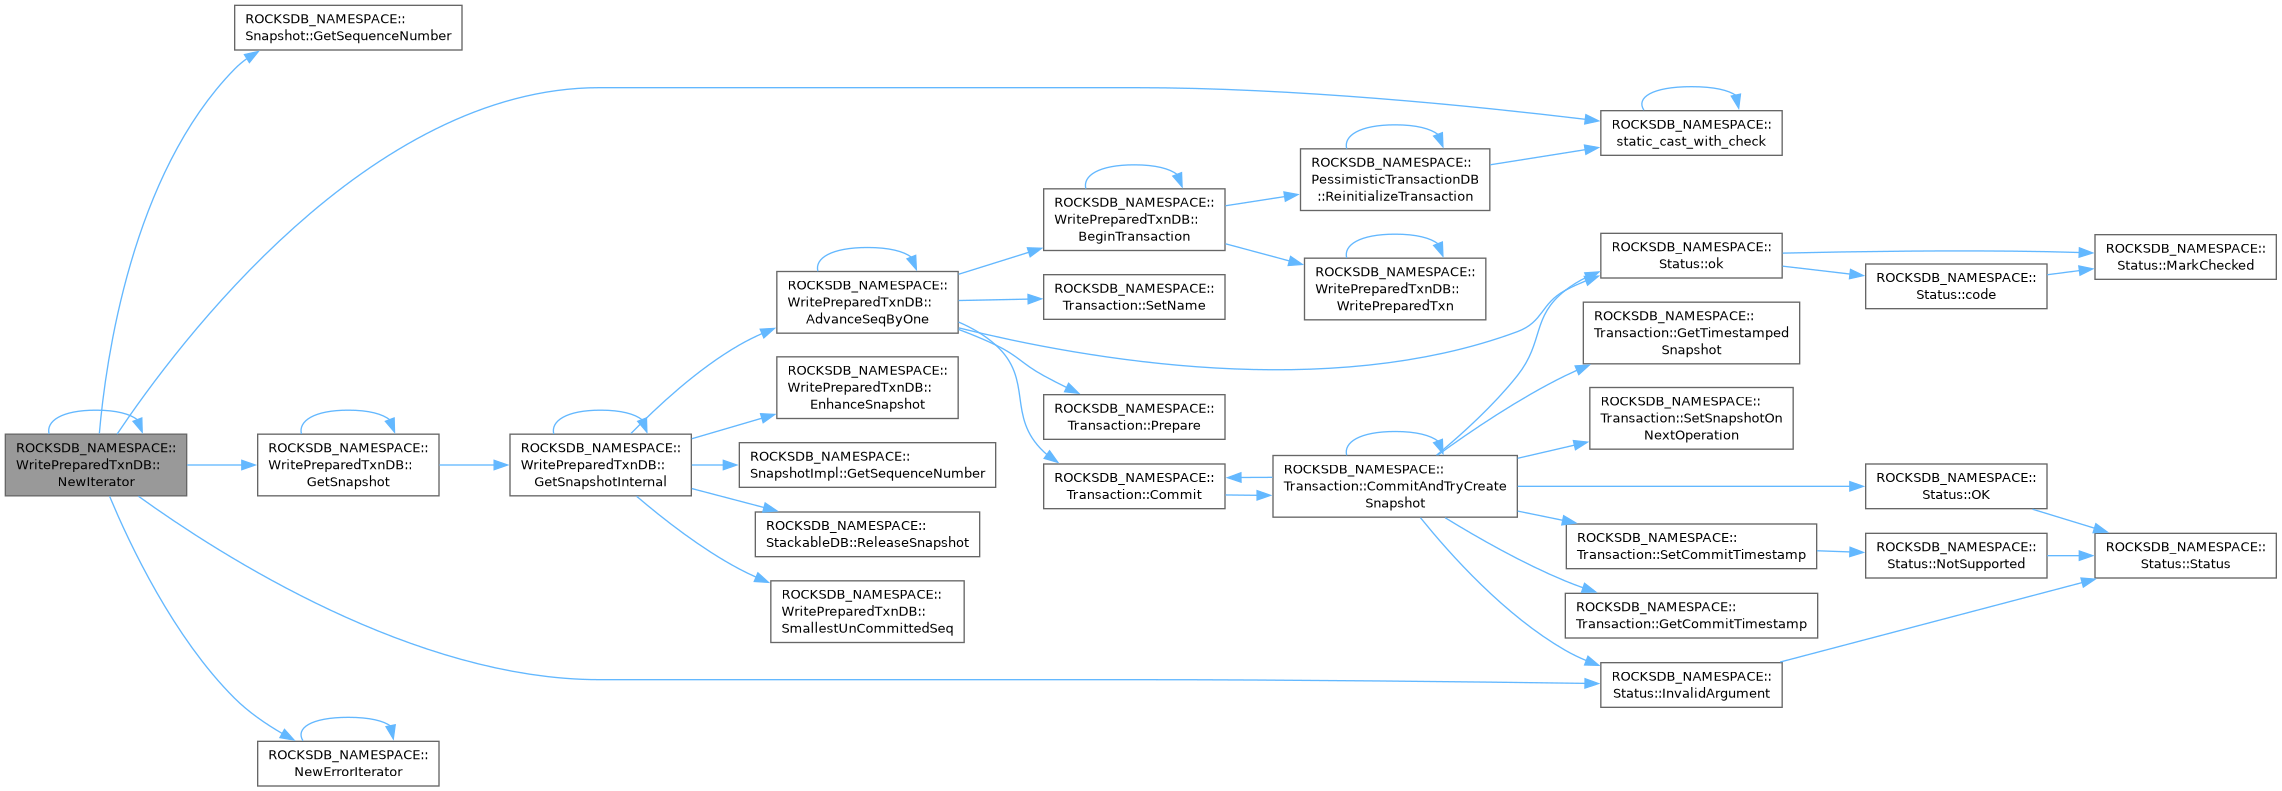 ROCKSDB_NAMESPACE::
Snapshot::GetSequenceNumber
ROCKSDB_NAMESPACE::
static_cast_with_check
ROCKSDB_NAMESPACE::
PessimisticTransactionDB
::ReinitializeTransaction
ROCKSDB_NAMESPACE::
WritePreparedTxnDB::
BeginTransaction
ROCKSDB_NAMESPACE::
Status::ok
ROCKSDB_NAMESPACE::
Status::MarkChecked
ROCKSDB_NAMESPACE::
WritePreparedTxnDB::
WritePreparedTxn
ROCKSDB_NAMESPACE::
Status::code
ROCKSDB_NAMESPACE::
WritePreparedTxnDB::
AdvanceSeqByOne
ROCKSDB_NAMESPACE::
Transaction::SetName
ROCKSDB_NAMESPACE::
Transaction::GetTimestamped
Snapshot
ROCKSDB_NAMESPACE::
WritePreparedTxnDB::
EnhanceSnapshot
ROCKSDB_NAMESPACE::
Transaction::Prepare
ROCKSDB_NAMESPACE::
Transaction::SetSnapshotOn
NextOperation
ROCKSDB_NAMESPACE::
WritePreparedTxnDB::
NewIterator
ROCKSDB_NAMESPACE::
WritePreparedTxnDB::
GetSnapshot
ROCKSDB_NAMESPACE::
WritePreparedTxnDB::
GetSnapshotInternal
ROCKSDB_NAMESPACE::
SnapshotImpl::GetSequenceNumber
ROCKSDB_NAMESPACE::
Transaction::Commit
ROCKSDB_NAMESPACE::
Transaction::CommitAndTryCreate
Snapshot
ROCKSDB_NAMESPACE::
Status::OK
ROCKSDB_NAMESPACE::
StackableDB::ReleaseSnapshot
ROCKSDB_NAMESPACE::
Transaction::SetCommitTimestamp
ROCKSDB_NAMESPACE::
Status::NotSupported
ROCKSDB_NAMESPACE::
Status::Status
ROCKSDB_NAMESPACE::
WritePreparedTxnDB::
SmallestUnCommittedSeq
ROCKSDB_NAMESPACE::
Transaction::GetCommitTimestamp
ROCKSDB_NAMESPACE::
Status::InvalidArgument
ROCKSDB_NAMESPACE::
NewErrorIterator